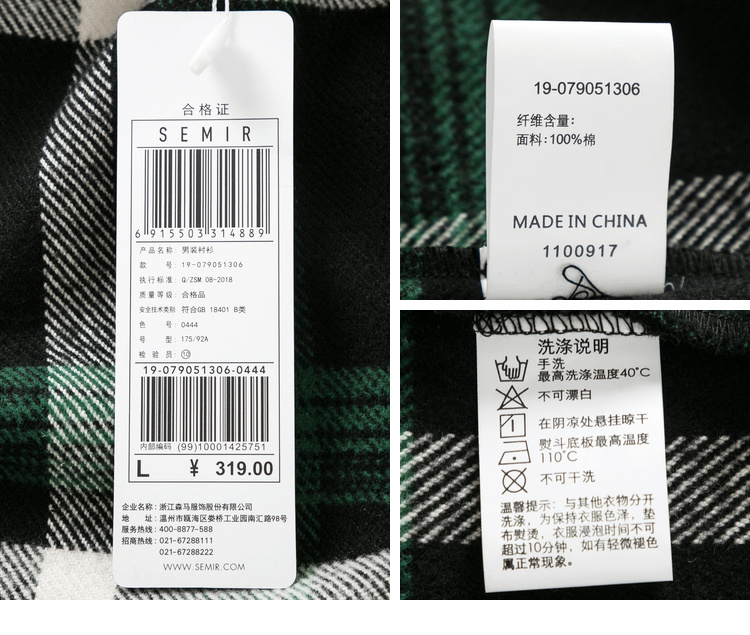 合格证
SEMIR
6 915503 314889
产品名称: 男装衬衫
款 号: 19-079051306
执行标准: Q/ZSM 08-2018
质量等级: 合格品
安全技术类别: 符合GB 18401 B类
色 号: 0444
号 型: 175/92A
检 验 员: ⑩
19-079051306-0444
内部编码 (99)10001425751
L ¥ 319.00
企业名称: 浙江森马服饰股份有限公司
地 址: 温州市瓯海区娄桥工业园南汇路98号
服务热线: 400-8877-588
招商热线: 021-67288111
021-67288222
WWW.SEMIR.COM
19-079051306
纤维含量:
面料:100%棉
MADE IN CHINA
1100917
洗涤说明
手洗
最高洗涤温度40°C
不可漂白
在阴凉处悬挂晾干
熨斗底板最高温度
110°C
不可干洗
温馨提示: 与其他衣物分开
洗涤, 为保持衣服色泽, 垫
布熨烫, 衣服浸泡时间不可
超过10分钟, 如有轻微褪色
属正常现象。